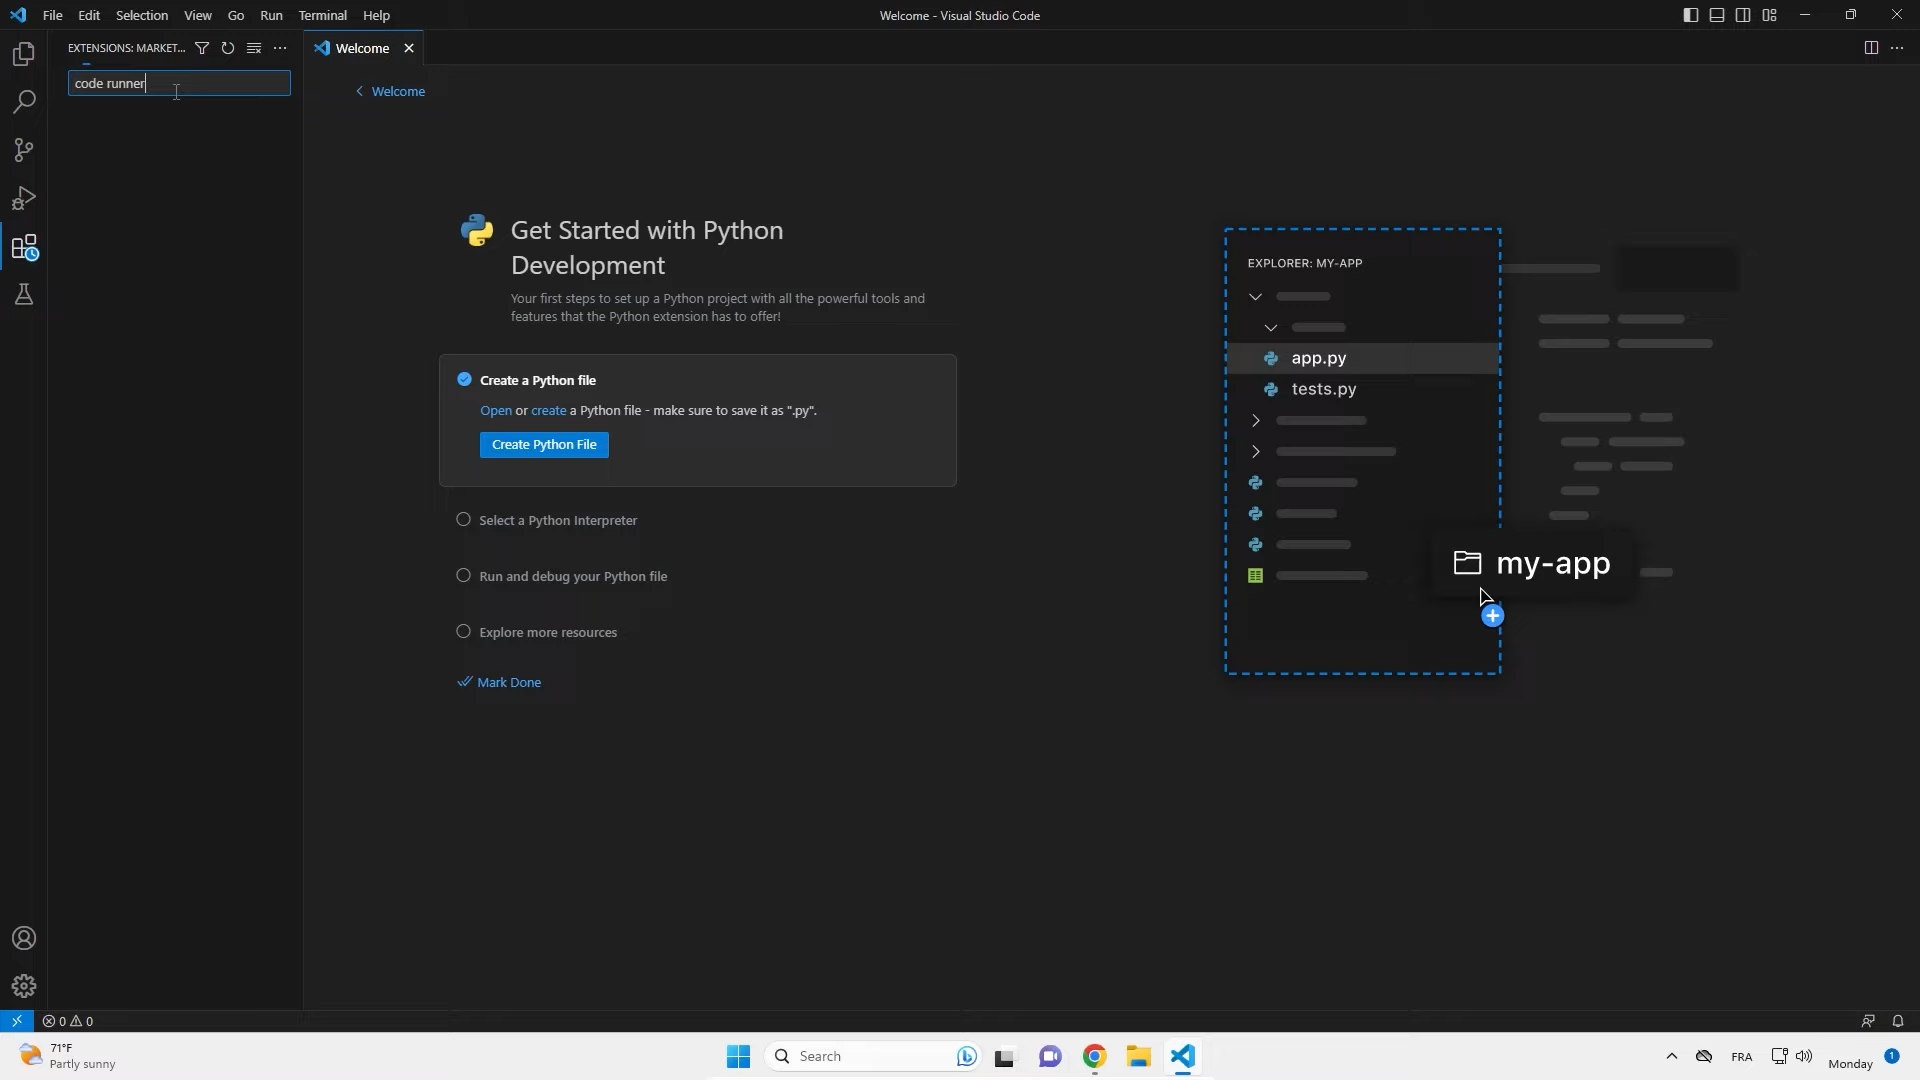 File Edit Selection View Go Run Terminal Help
Welcome - Visual Studio Code
EXTENSIONS: MARKET...
Welcome
code runner
Welcome
Get Started with Python
Development
Your first steps to set up a Python project with all the powerful tools and
features that the Python extension has to offer!
Create a Python file
Open or create a Python file - make sure to save it as ".py".
Create Python File
Select a Python Interpreter
Run and debug your Python file
Explore more resources
Mark Done
EXPLORER: MY-APP
app.py
tests.py
my-app
0 0
71°F
Partly sunny
Search
FRA
Monday
1